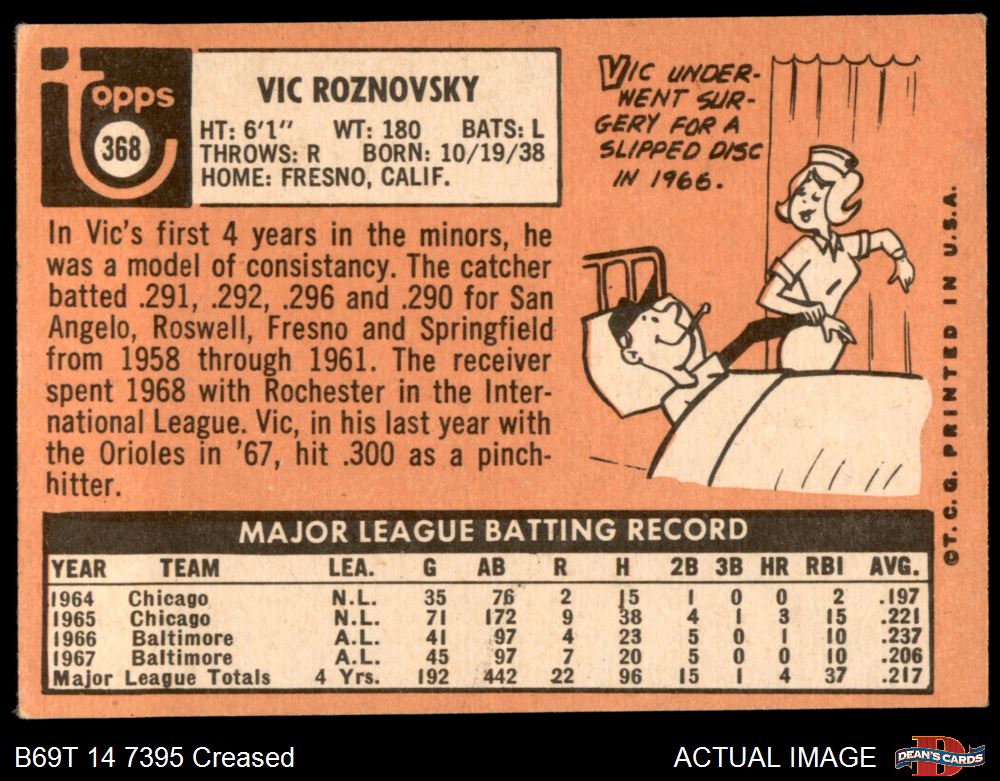 Topps
368
VIC ROZNOVSKY
HT: 6'1" WT: 180 BATS: L
THROWS: R BORN: 10/19/38
HOME: FRESNO, CALIF.
VIC UNDER-
WENT SUR-
GERY FOR A
SLIPPED DISC
IN 1966.
In Vic's first 4 years in the minors, he
was a model of consistancy. The catcher
batted .291, .292, .296 and .290 for San
Angelo, Roswell, Fresno and Springfield
from 1958 through 1961. The receiver
spent 1968 with Rochester in the Inter-
national League. Vic, in his last year with
the Orioles in '67, hit .300 as a pinch-
hitter.
©T.C.G. PRINTED IN U.S.A.
MAJOR LEAGUE BATTING RECORD
YEAR TEAM LEA. G AB R H 2B 3B HR RBI AVG.
1964 Chicago N.L. 35 76 2 15 1 0 0 2 .197
1965 Chicago N.L. 71 172 9 38 4 1 3 15 .221
1966 Baltimore A.L. 41 97 4 23 5 0 1 10 .237
1967 Baltimore A.L. 45 97 7 20 5 0 0 10 .206
Major League Totals 4 Yrs. 192 442 22 96 15 1 4 37 .217
B69T 14 7395 Creased
ACTUAL IMAGE
D
DEAN'S CARDS